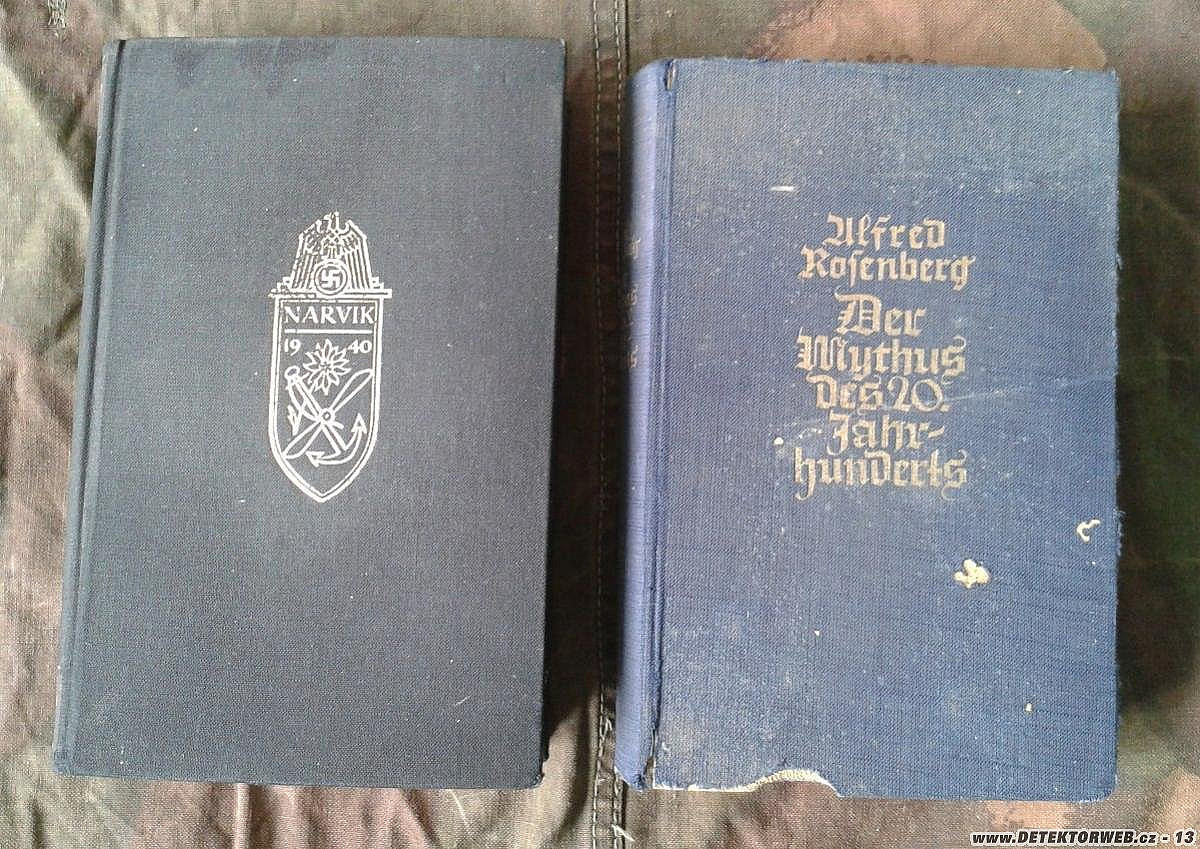 NARVIK
19 40
Alfred
Rosenberg
Der
Mythus
des 20.
Jahr-
hunderts
www.DETEKTORWEB.cz - 13